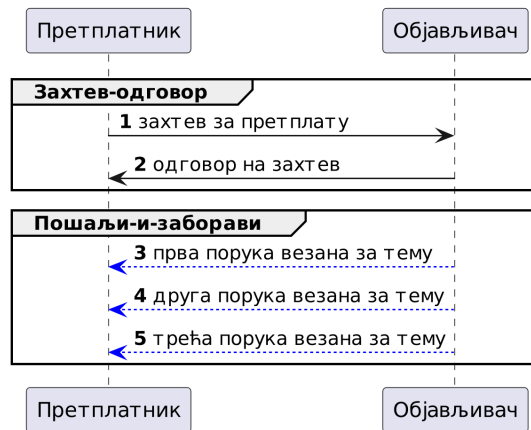 Претплатник Објављивач
Захтев-одговор
1 захтев за претплату
2 одговор на захтев
Пошаљи-и-заборави
3 прва порука везана за тему
4 друга порука везана за тему
5 трећа порука везана за тему
Претплатник Објављивач